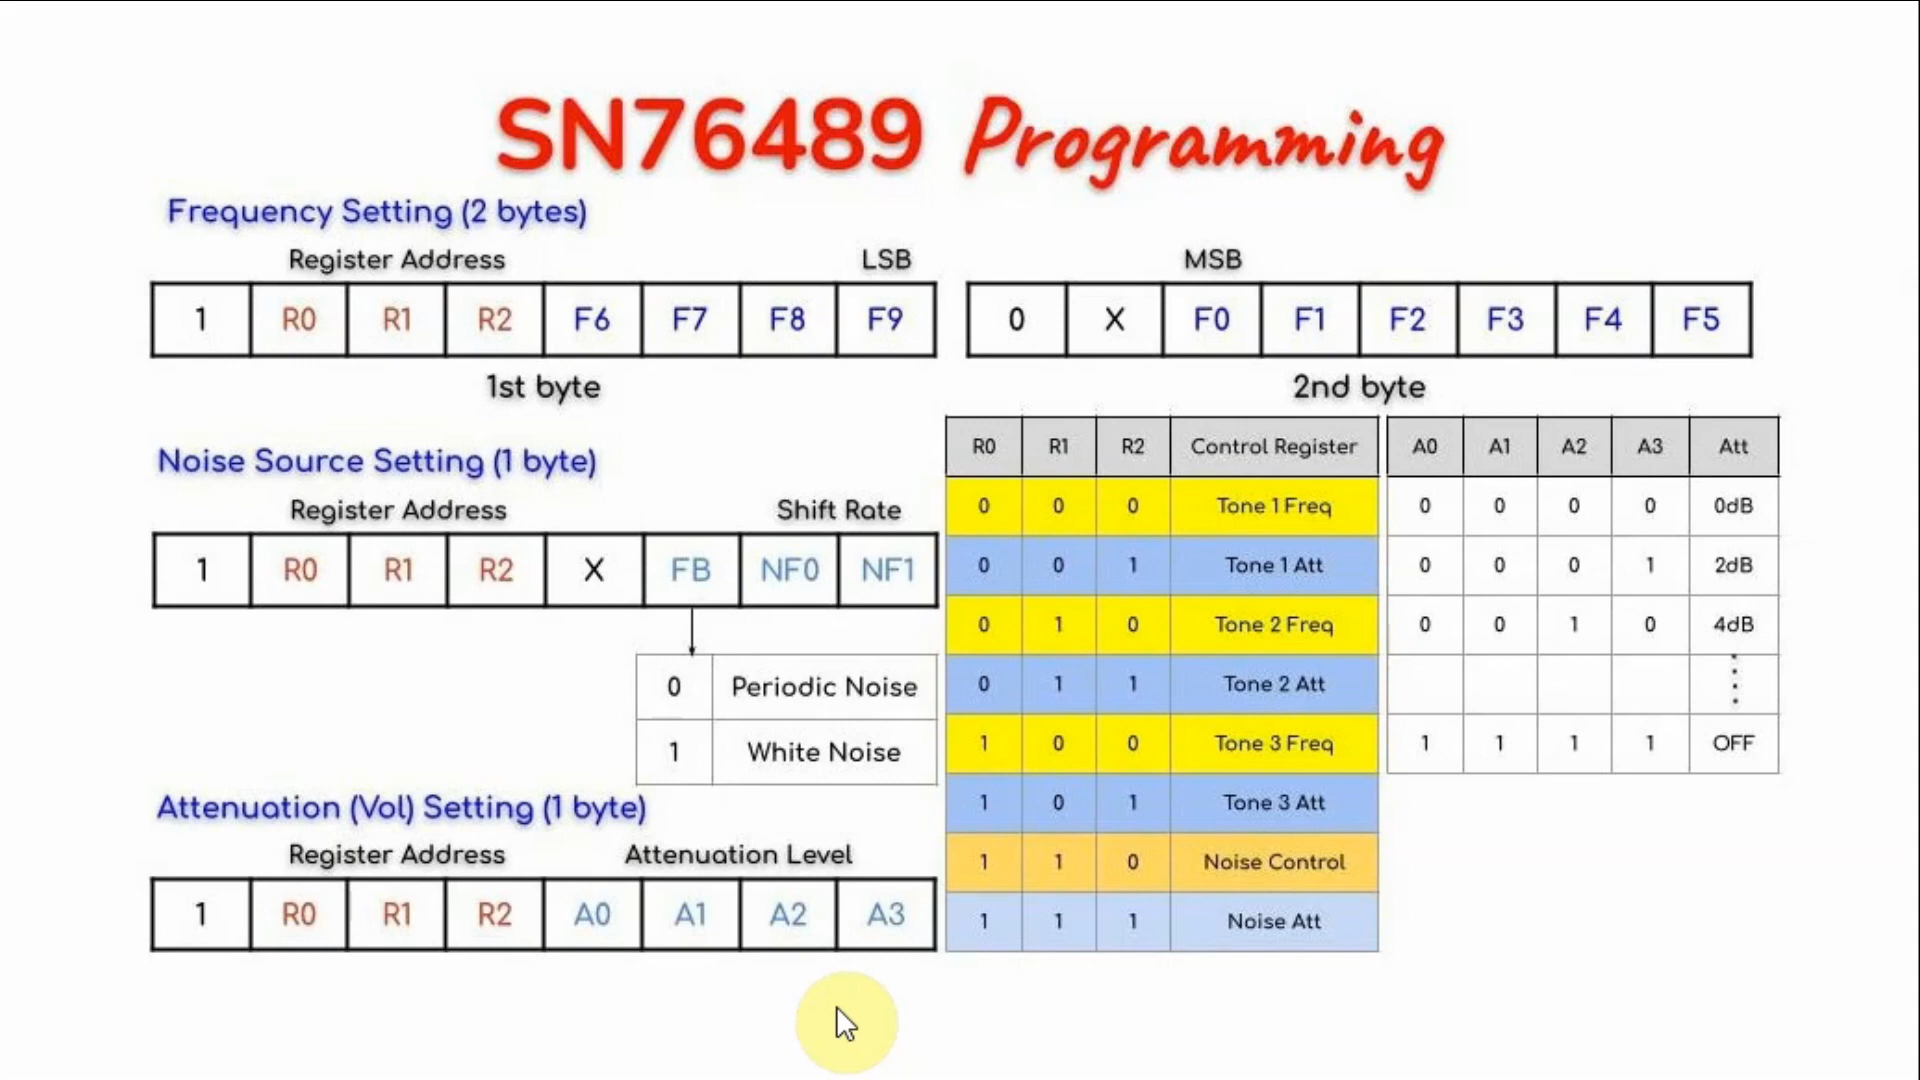 SN76489 Programming
Frequency Setting (2 bytes)
Register Address LSB MSB
1 R0 R1 R2 F6 F7 F8 F9 0 X F0 F1 F2 F3 F4 F5
1st byte 2nd byte
Noise Source Setting (1 byte)
Register Address Shift Rate
1 R0 R1 R2 X FB NF0 NF1
0 Periodic Noise
1 White Noise
Attenuation (Vol) Setting (1 byte)
Register Address Attenuation Level
1 R0 R1 R2 A0 A1 A2 A3
R0 R1 R2 Control Register
0 0 0 Tone 1 Freq
0 0 1 Tone 1 Att
0 1 0 Tone 2 Freq
0 1 1 Tone 2 Att
1 0 0 Tone 3 Freq
1 0 1 Tone 3 Att
1 1 0 Noise Control
1 1 1 Noise Att
A0 A1 A2 A3 Att
0 0 0 0 0dB
0 0 0 1 2dB
0 0 1 0 4dB
1 1 1 1 OFF